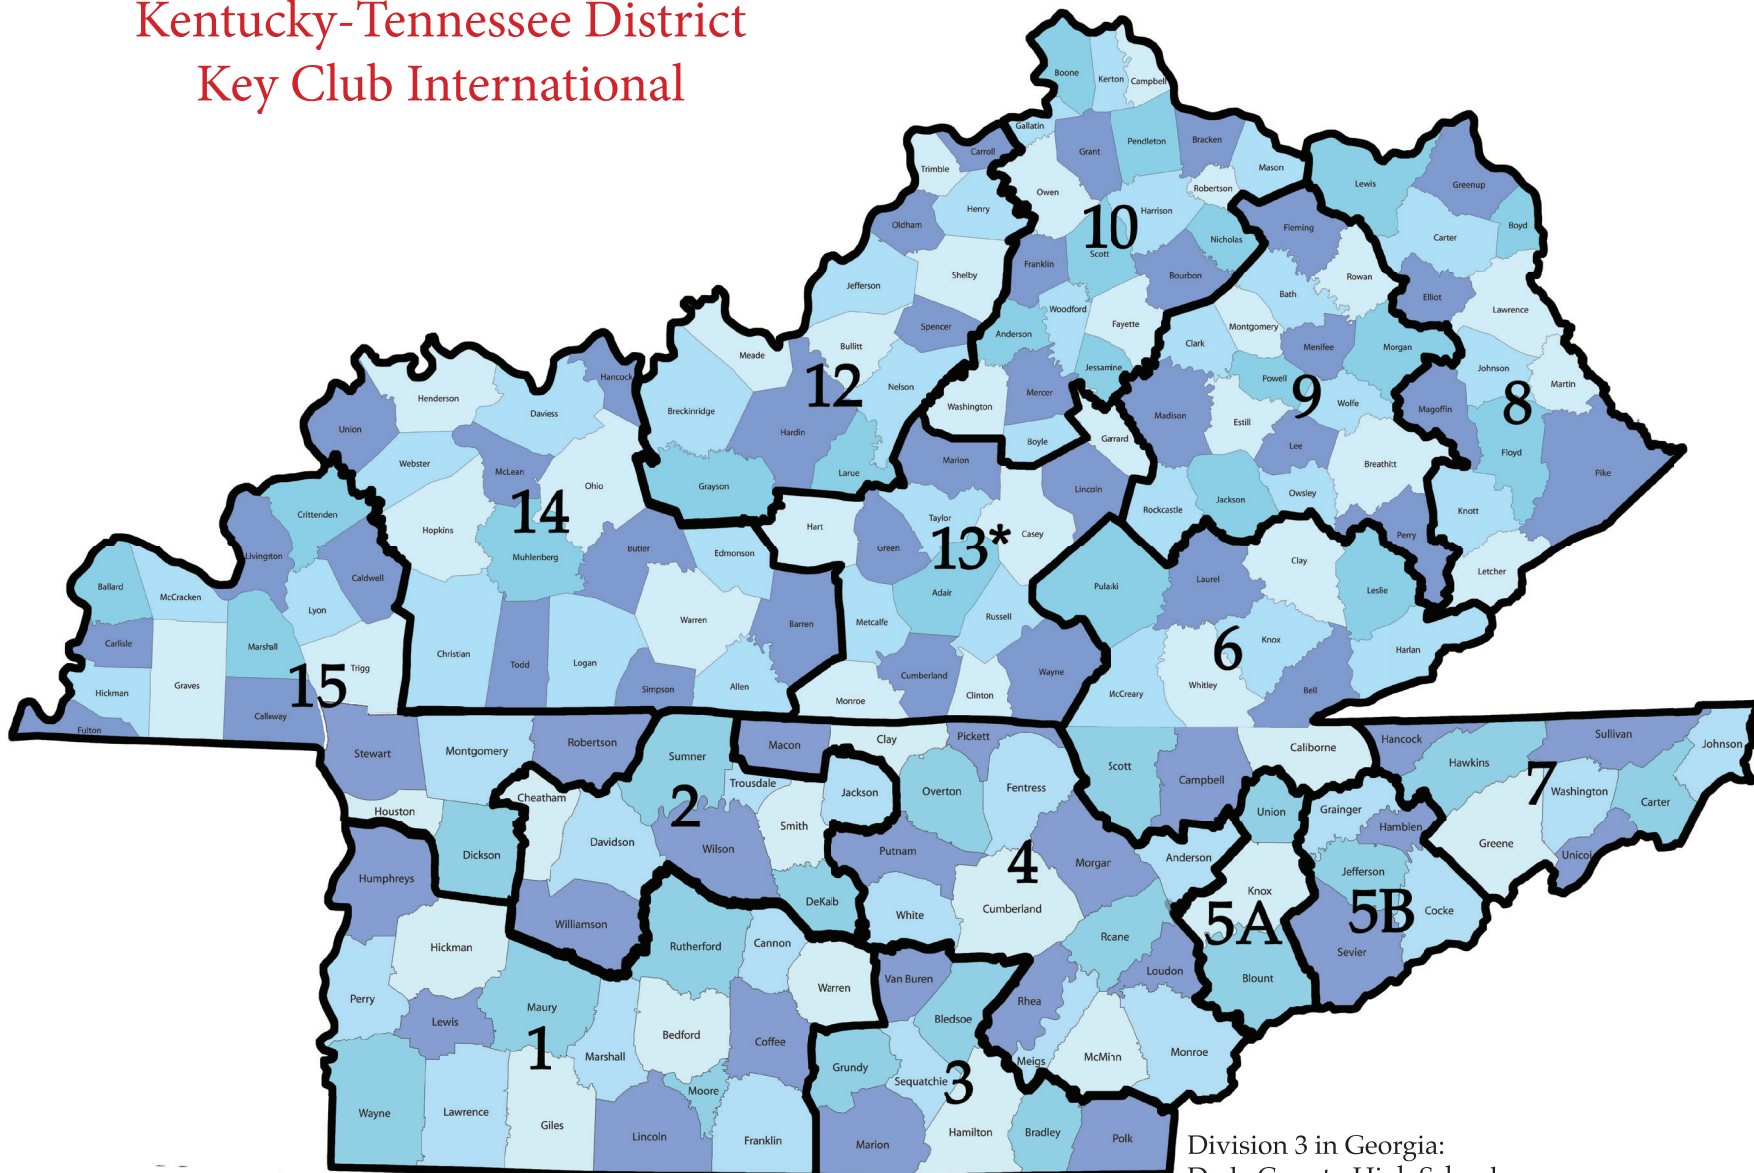 Kentucky-Tennessee District
Key Club International
Boone
Kerton
Campbell
Gallatin
Carroll
Grant
Pendleton
Bracken
Mason
Trimble
Owen
Robertson
Lewis
Greenup
Henry
10
Harrison
Oldham
Nicholas
Fleming
Carter
Boyd
Franklin
Scott
Bourbon
Rowan
Shelby
Jefferson
Bath
Elliot
Lawrence
Woodford
Fayette
Montgomery
Spencer
Anderson
Clark
Menifee
Morgan
Bullitt
Meade
Jessamine
Johnson
Martin
Powell
Hancock
12
Nelson
Mercer
9
Wolfe
8
Magoffin
Henderson
Daviess
Breckinridge
Washington
Madison
Estill
Union
Hardin
Boyle
Garrard
Lee
Floyd
Webster
McLean
Marion
Breathitt
Pike
Ohio
Grayson
Larue
Lincoln
Jackson
Owsley
Crittenden
14
Hart
Taylor
Rockcastle
Knott
Hopkins
Butler
Edmonson
Green
13*
Casey
Perry
Livingston
Muhlenberg
Clay
Letcher
Ballard
McCracken
Caldwell
Pulaki
Laurel
Leslie
Lyon
Adair
Warren
Barren
Metcalfe
Russell
Carlisle
Marshall
6
Knox
Harlan
Christian
Todd
Logan
Trigg
Cumberland
Wayne
Graves
15
Simpson
Allen
Clinton
McCreary
Whitley
Bell
Hickman
Monroe
Calloway
Fulton
Stewart
Montgomery
Robertson
Sumner
Macon
Clay
Pickett
Scott
Campbell
Caliborne
Hancock
Sullivan
Johnson
Hawkins
Trousdale
Jackson
Overton
Fentress
7
Washington
Carter
Houston
Cheatham
2
Smith
Union
Grainger
Hamblen
Dickson
Davidson
Wilson
Putnam
4
Morgan
Anderson
Greene
Unicoi
Humphreys
Jefferson
DeKalb
White
Cumberland
Knox
5A
5B
Cocke
Williamson
Hickman
Rutherford
Cannon
Roane
Sevier
Loudon
Blount
Perry
Lewis
Maury
Warren
Van Buren
Rhea
Bledsoe
Bedford
Coffee
1
Marshall
Meigs
McMinn
Monroe
Grundy
Sequatchie
3
Moore
Wayne
Lawrence
Giles
Lincoln
Franklin
Marion
Hamilton
Bradley
Polk
Division 3 in Georgia: